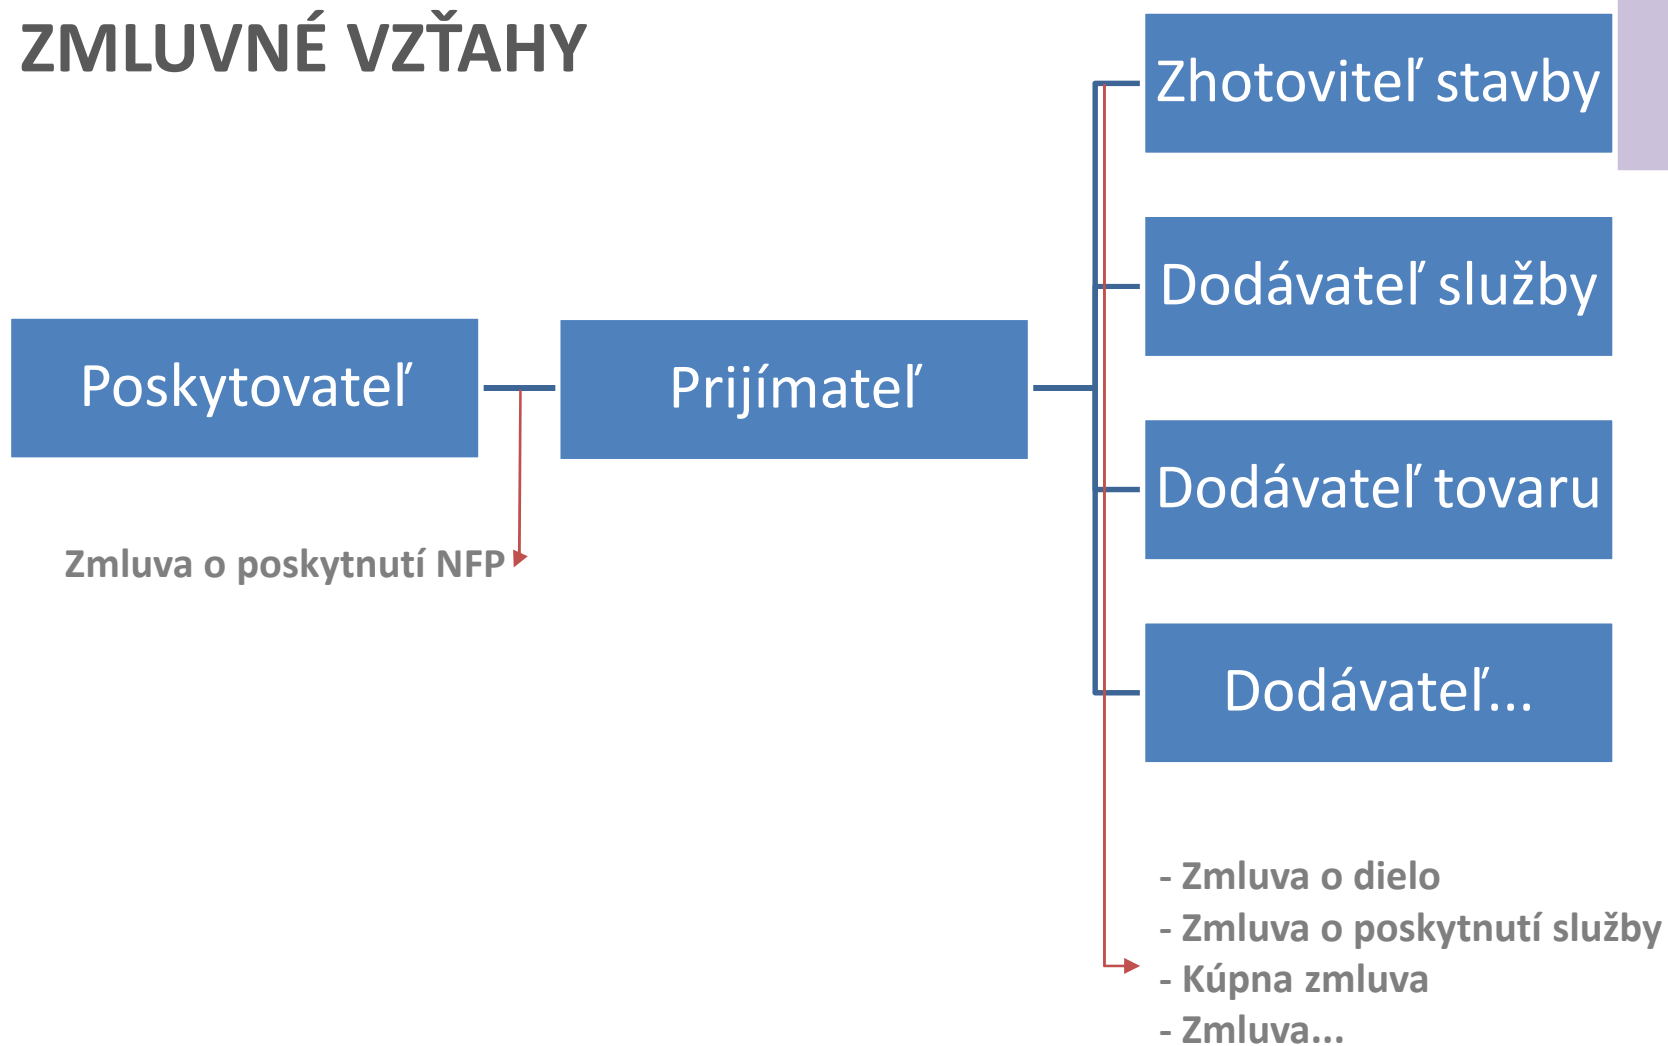 ZMLUVNÉ VZŤAHY
Zhotoviteľ stavby
Dodávateľ služby
Poskytovateľ
Prijímateľ
Dodávateľ tovaru
Zmluva o poskytnutí NFP
Dodávateľ...
- Zmluva o dielo
- Zmluva o poskytnutí služby
- Kúpna zmluva
- Zmluva...